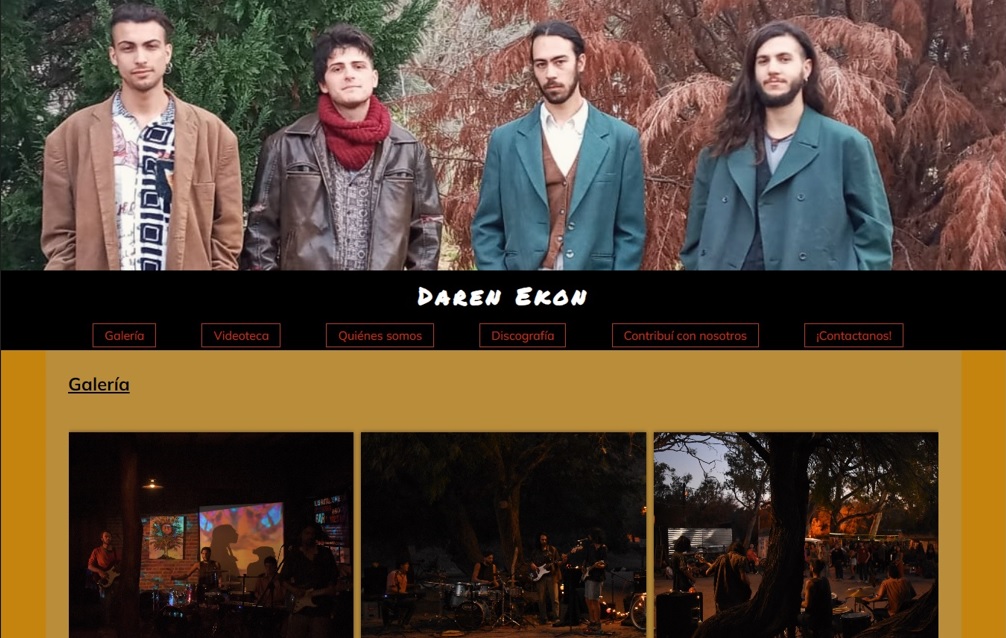 Daren Ekon
Galería
Videoteca
Quiénes somos
Discografía
Contribuí con nosotros
¡Contactanos!
Galería